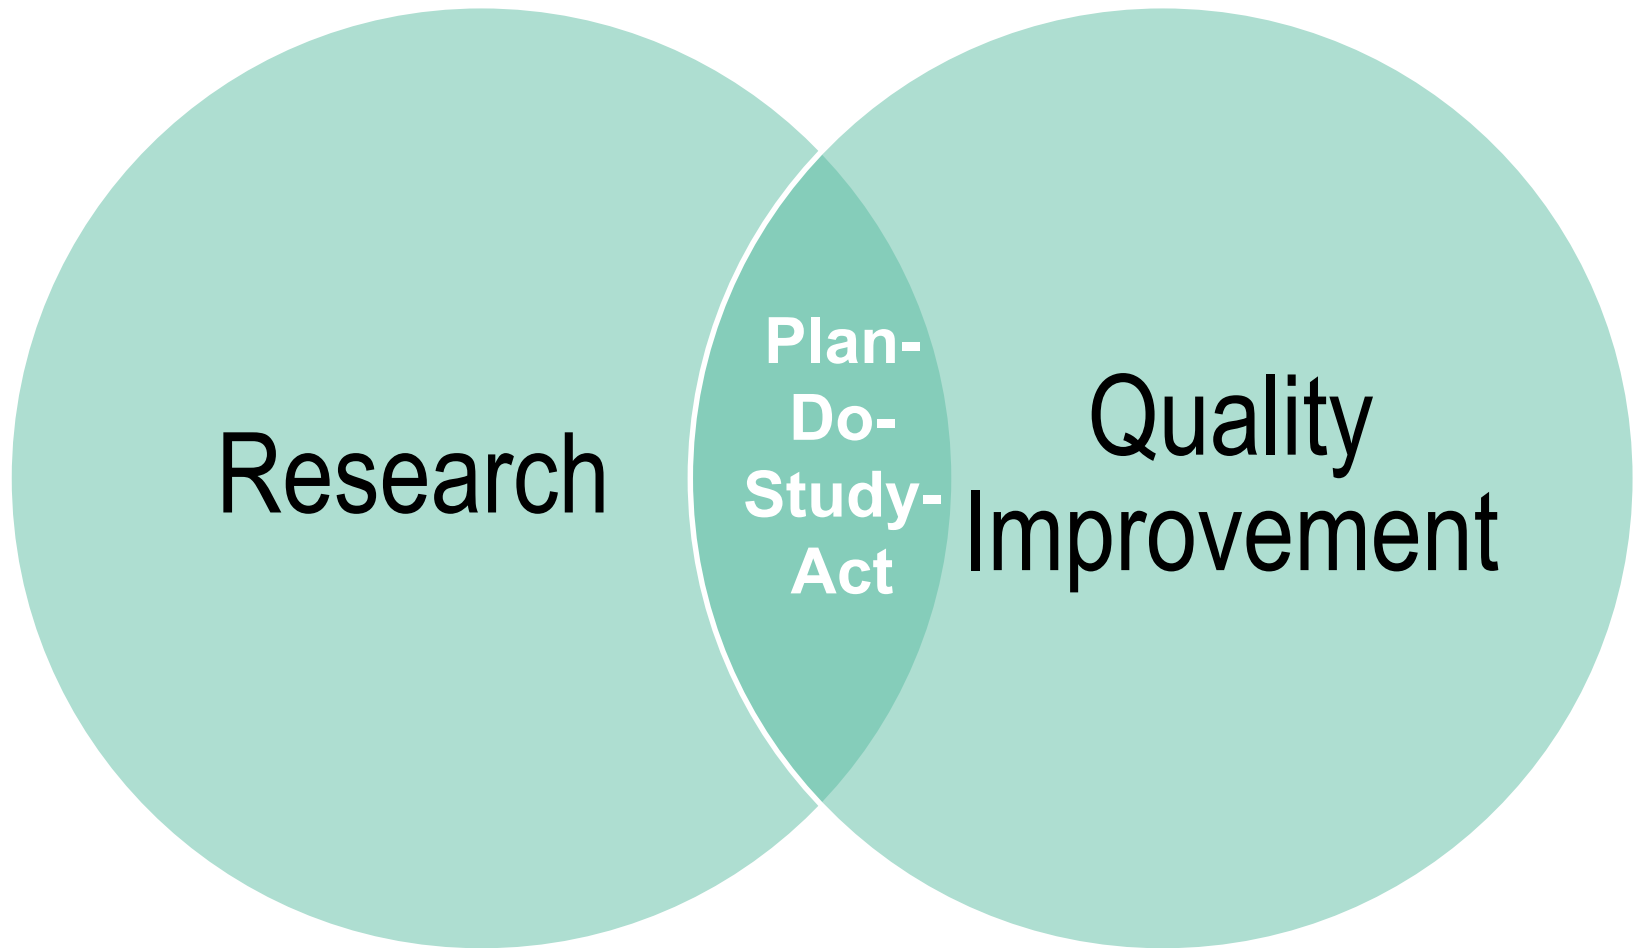 Research
Plan-
Do-
Study-
Act
Quality
Improvement